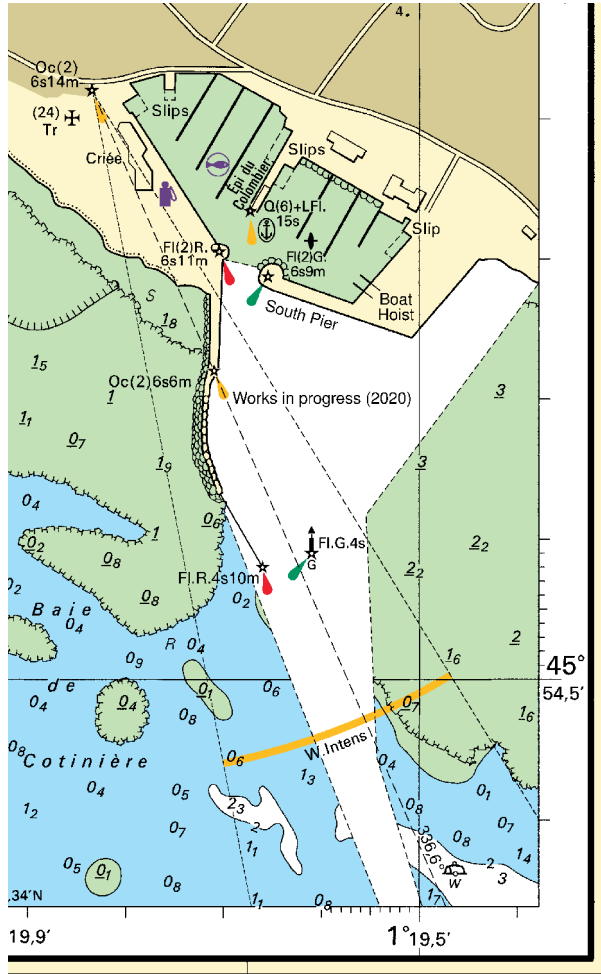 4.
Oc(2)
6s14m
(24)
Tr
Slips
Criée
Slips
Epi du
Colombier
Q(6)+LFl.
15s
Slip
Fl(2)R.
6s11m
Fl(2)G.
6s9m
Boat
Hoist
South Pier
S
1₈
1₅
Oc(2)6s6m
1
3
Works in progress (2020)
1₁
0₇
1₉
3
0₄
0₆
0₂
1
Fl.G.4s
G
2₂
0₈
2₂
Fl.R.4s10m
0₈
0₂
Baie
0₄
2
R 0₄
1₆
0₉
45°
de
0₁
0₆
54,5'
0₄
0₄
0₈
0₇
1₆
W.Intens
0₈
0₆
Cotinière
1₃
0₄
0₄
0₅
0₁
2₃
0₈
1₂
0₇
2
0₈
0₇
1₁
336,6°
1₄
0₅
0₁
2
3
0₈
W
.34'N
1₁
0₈
1₇
19,9'
1° 19,5'